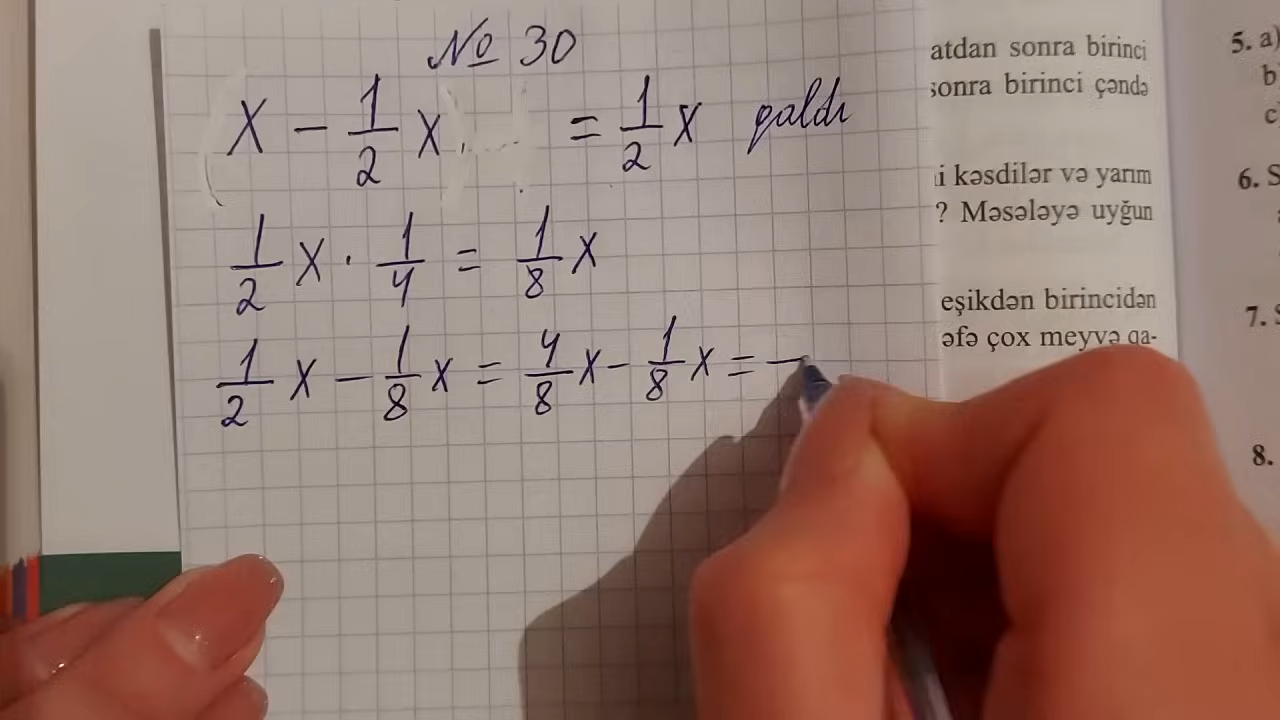 № 30
x - 1/2 x = 1/2 x qaldı
1/2 x · 1/4 = 1/8 x
1/2 x - 1/8 x = 4/8 x - 1/8 x =
atdan sonra birinci
sonra birinci çəndə
i kəsdilər və yarım
? Məsələyə uyğun
eşikdən birincidən
əfə çox meyvə qa-
5. a)
b
c
6. S
7. S
8.